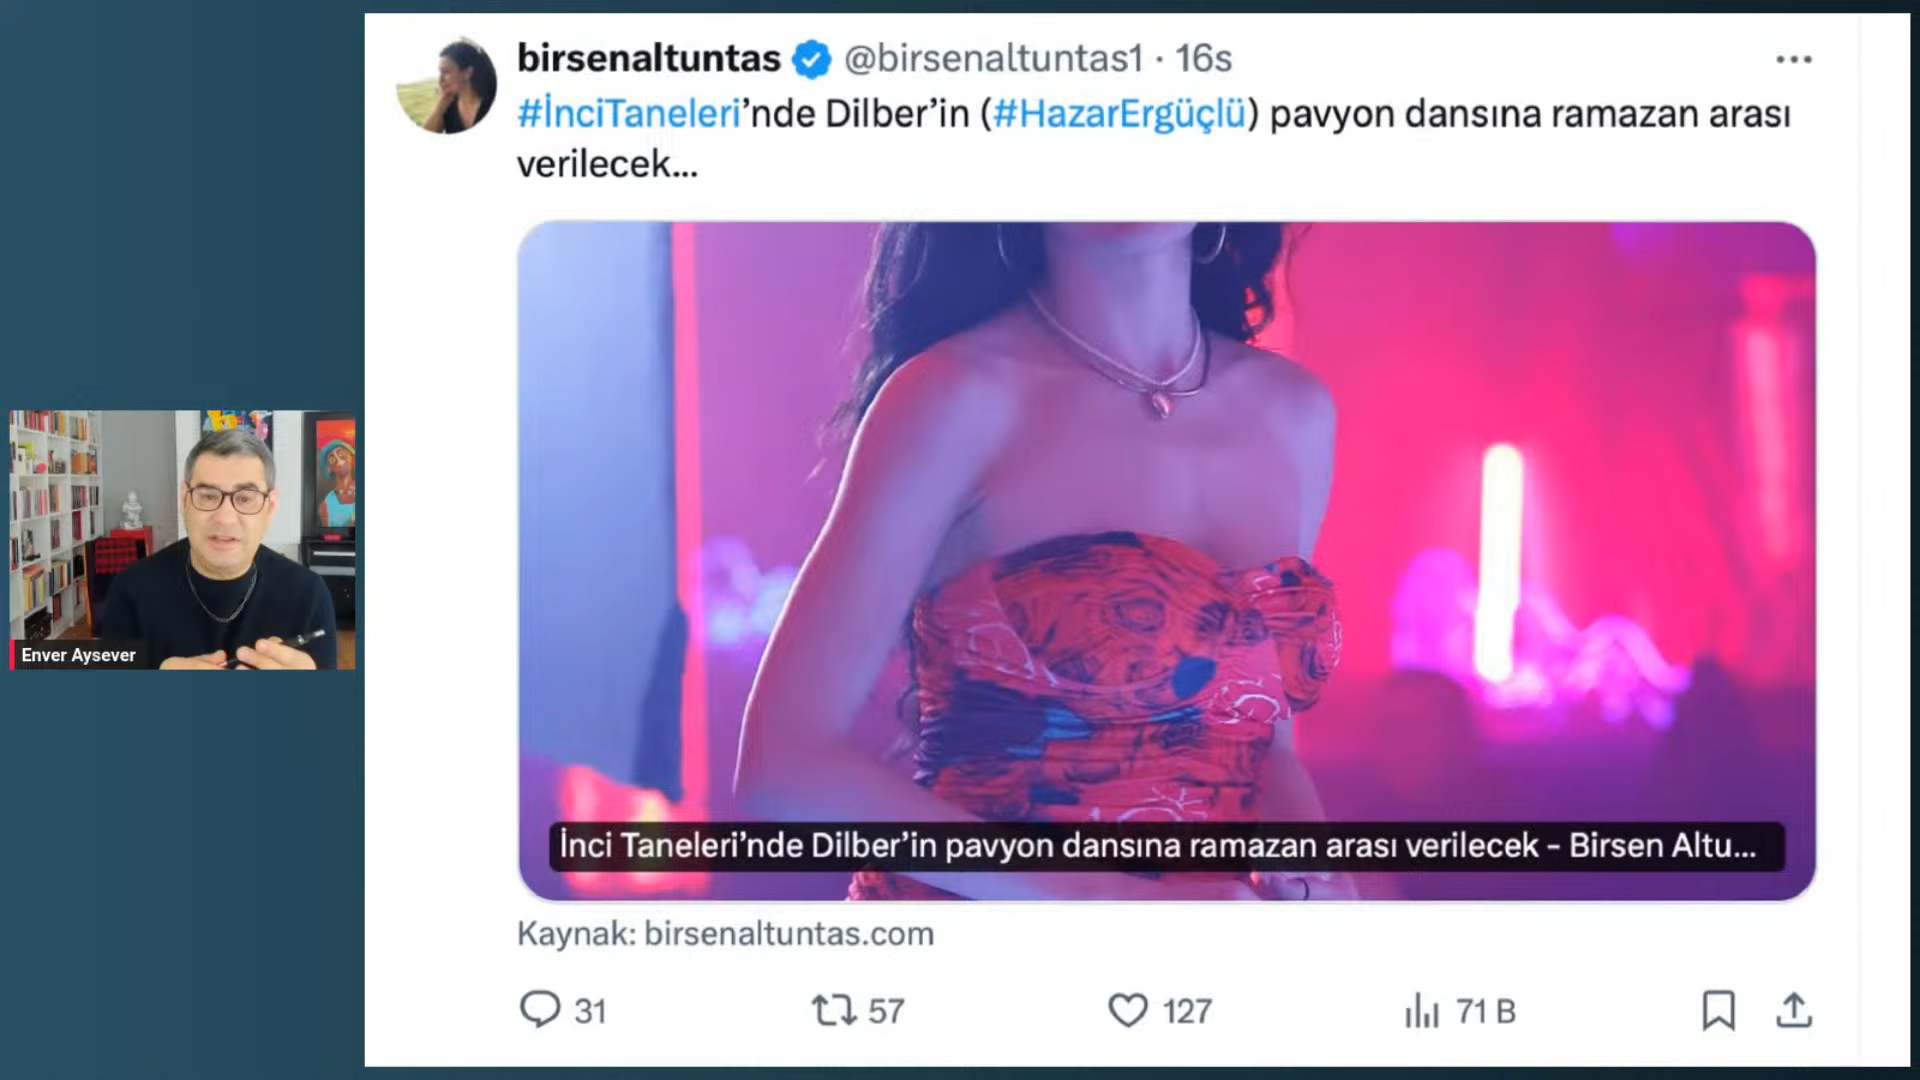 birsenaltuntas @birsenaltuntas1 · 16s
#İnciTaneleri’nde Dilber’in (#HazarErgüçlü) pavyon dansına ramazan arası
verilecek...
İnci Taneleri’nde Dilber’in pavyon dansına ramazan arası verilecek - Birsen Altu...
Kaynak: birsenaltuntas.com
31 57 127 71 B
Enver Aysever